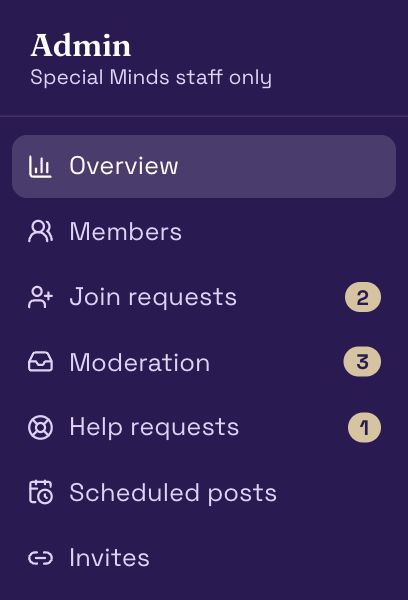 Admin
Special Minds staff only
Overview
Members
Join requests 2
Moderation 3
Help requests 1
Scheduled posts
Invites